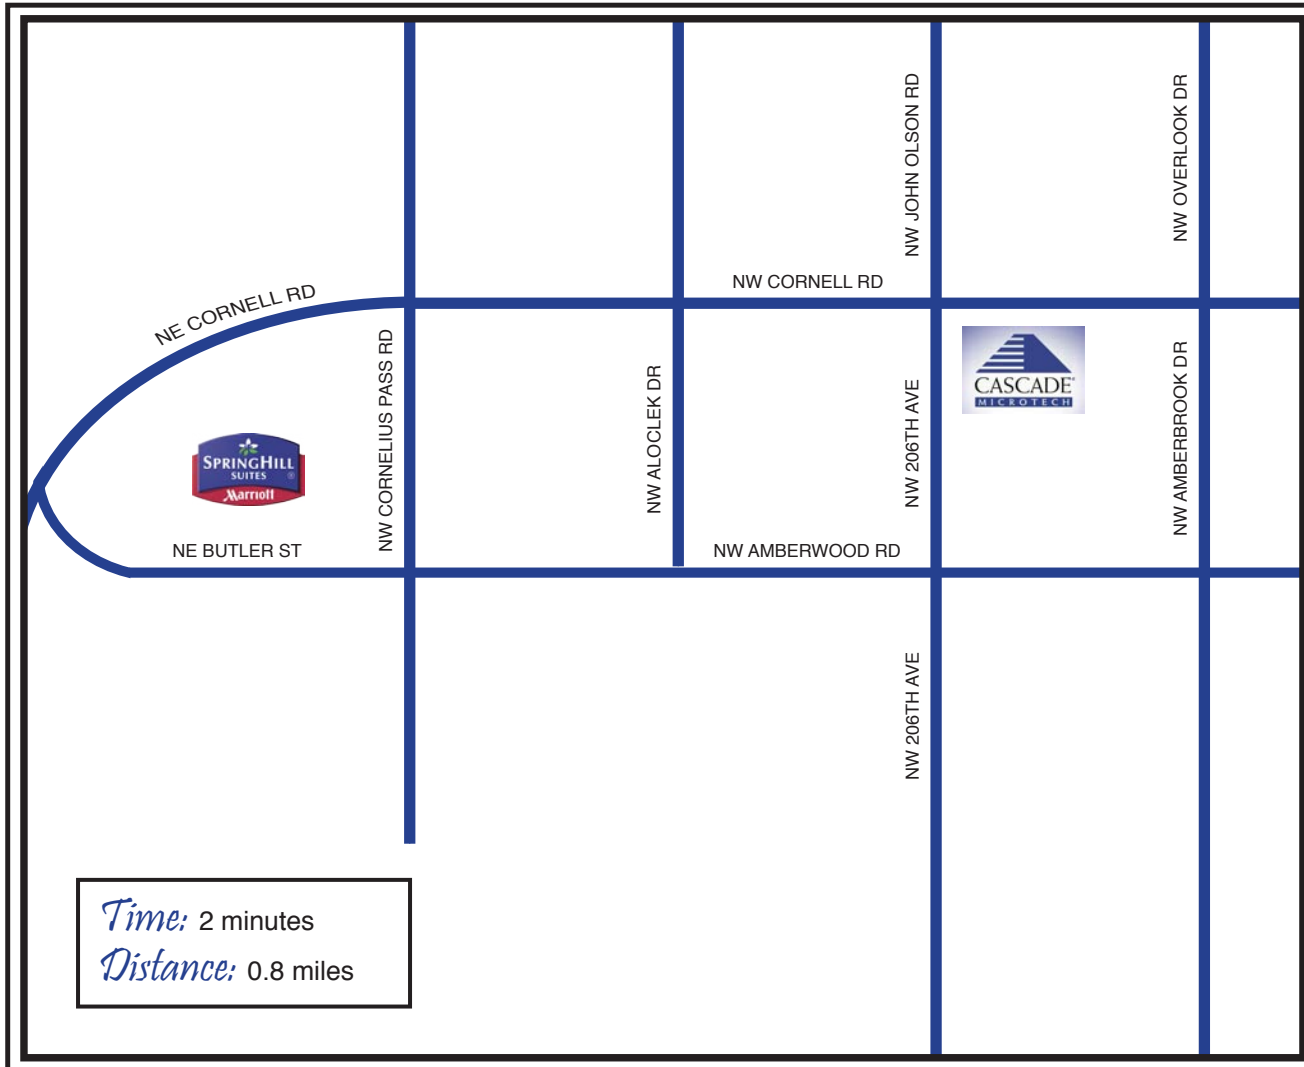 NW JOHN OLSON RD
NW OVERLOOK DR
NW CORNELL RD
NE CORNELL RD
NW CORNELIUS PASS RD
NW ALOCLEK DR
NW 206TH AVE
CASCADE®
MICROTECH
NW AMBERBROOK DR
SPRINGHILL
SUITES ®
Marriott
NE BUTLER ST
NW AMBERWOOD RD
NW 206TH AVE
Time: 2 minutes
Distance: 0.8 miles